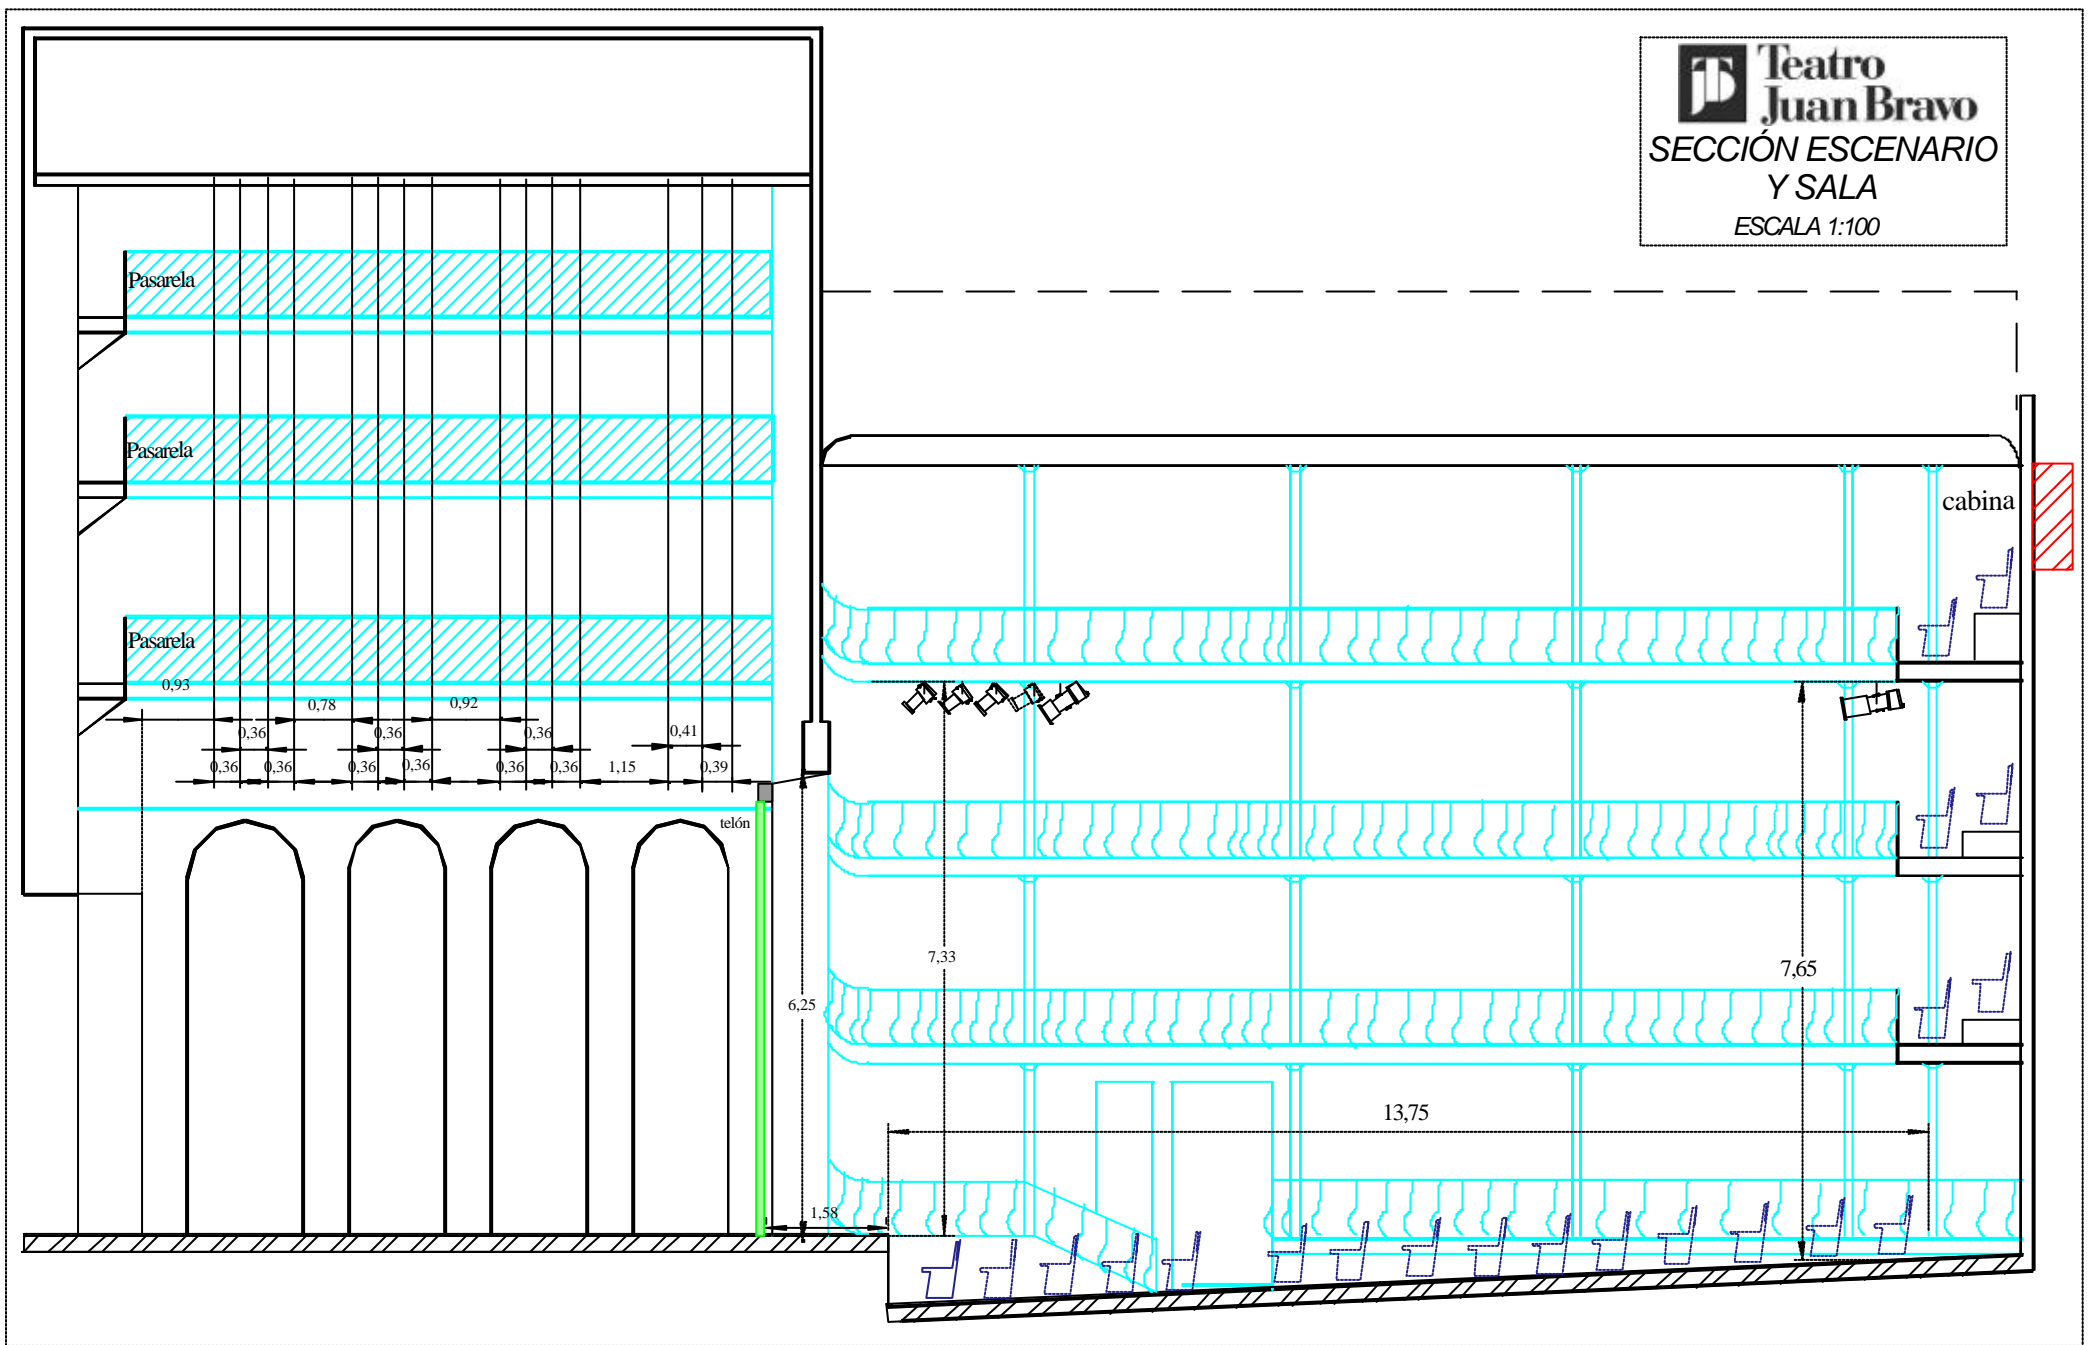 Teatro
Juan Bravo
SECCIÓN ESCENARIO
Y SALA
ESCALA 1:100
Pasarela
Pasarela
cabina
Pasarela
0,93
0,78
0,92
0,36
0,36
0,36
0,41
0,36
0,36
0,36
0,36
0,36
0,36
1,15
0,39
telón
7,33
7,65
6,25
13,75
1,58